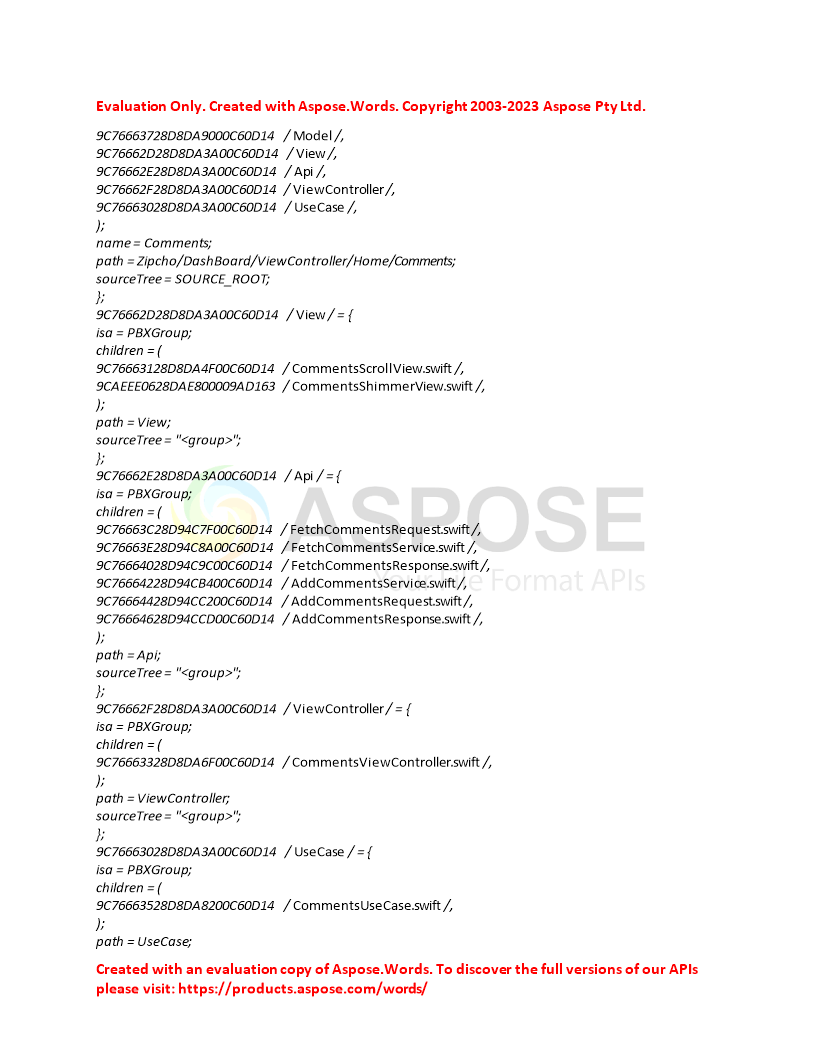 Evaluation Only. Created with Aspose.Words. Copyright 2003-2023 Aspose Pty Ltd.
9C76663728D8DA9000C60D14 / Model /,
9C76662D28D8DA3A00C60D14 / View /,
9C76662E28D8DA3A00C60D14 / Api /,
9C76662F28D8DA3A00C60D14 / ViewController /,
9C76663028D8DA3A00C60D14 / UseCase /,
);
name = Comments;
path = Zipcho/DashBoard/ViewController/Home/Comments;
sourceTree = SOURCE_ROOT;
};
9C76662D28D8DA3A00C60D14 / View / = {
isa = PBXGroup;
children = (
9C76663128D8DA4F00C60D14 / CommentsScrollView.swift /,
9CAEEE0628DAE800009AD163 / CommentsShimmerView.swift /,
);
path = View;
sourceTree = "<group>";
};
9C76662E28D8DA3A00C60D14 / Api / = {
isa = PBXGroup;
children = (
9C76663C28D94C7F00C60D14 / FetchCommentsRequest.swift /,
9C76663E28D94C8A00C60D14 / FetchCommentsService.swift /,
9C76664028D94C9C00C60D14 / FetchCommentsResponse.swift /,
9C76664228D94CB400C60D14 / AddCommentsService.swift /,
9C76664428D94CC200C60D14 / AddCommentsRequest.swift /,
9C76664628D94CCD00C60D14 / AddCommentsResponse.swift /,
);
path = Api;
sourceTree = "<group>";
};
9C76662F28D8DA3A00C60D14 / ViewController / = {
isa = PBXGroup;
children = (
9C76663328D8DA6F00C60D14 / CommentsViewController.swift /,
);
path = ViewController;
sourceTree = "<group>";
};
9C76663028D8DA3A00C60D14 / UseCase / = {
isa = PBXGroup;
children = (
9C76663528D8DA8200C60D14 / CommentsUseCase.swift /,
);
path = UseCase;
ASPOSE
Format APIs
Created with an evaluation copy of Aspose.Words. To discover the full versions of our APIs
please visit: https://products.aspose.com/words/